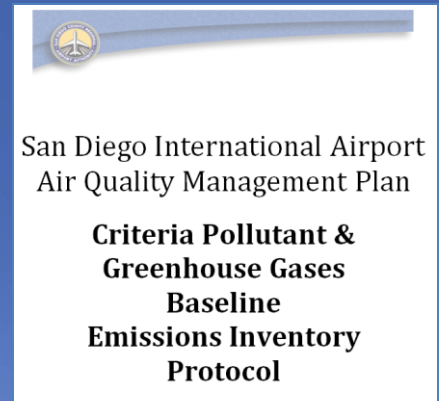 San Diego International Airport
Air Quality Management Plan
Criteria Pollutant &
Greenhouse Gases
Baseline
Emissions Inventory
Protocol